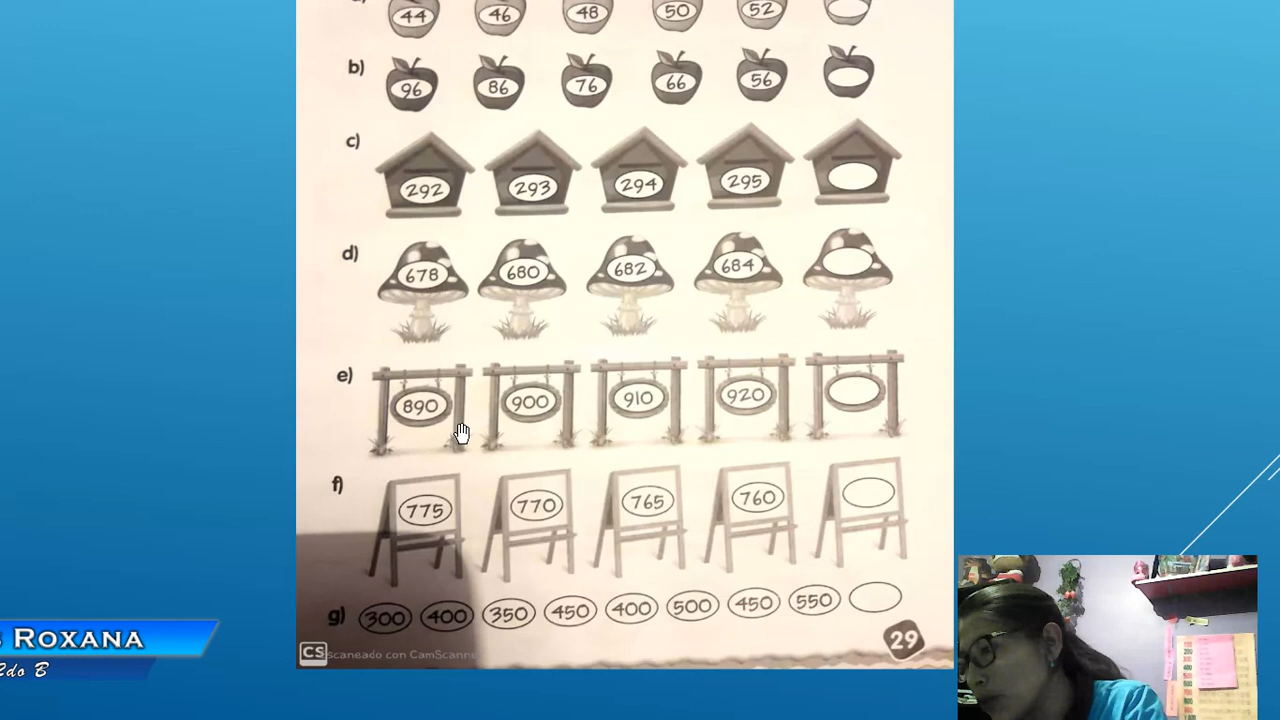 44 46 48 50 52
b) 96 86 76 66 56
c) 292 293 294 295
d) 678 680 682 684
e) 890 900 910 920
f) 775 770 765 760
g) 300 400 350 450 400 500 450 550
29
CS escaneado con CamScanne
S ROXANA
2do B